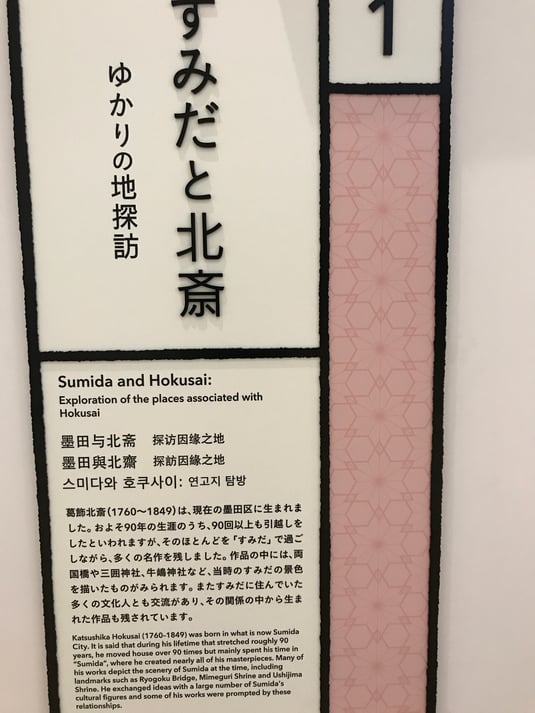 すみだと北斎
ゆかりの地探訪
1
Sumida and Hokusai:
Exploration of the places associated with
Hokusai
墨田与北斋 探访因缘之地
墨田與北齋 探訪因緣之地
스미다와 호쿠사이: 연고지 탐방
葛飾北斎(1760〜1849)は、現在の墨田区に生まれま
した。およそ90年の生涯のうち、90回以上も引越しを
したといわれますが、そのほとんどを「すみだ」で過ご
しながら、多くの名作を残しました。作品の中には、両
国橋や三囲神社、牛嶋神社など、当時のすみだの景色
を描いたものがみられます。またすみだに住んでいた
多くの文化人とも交流があり、その関係の中から生ま
れた作品も残されています。
Katsushika Hokusai (1760-1849) was born in what is now Sumida
City. It is said that during his lifetime that stretched roughly 90
years, he moved house over 90 times but mainly spent his time in
"Sumida", where he created nearly all of his masterpieces. Many of
his works depict the scenery of Sumida at the time, including
landmarks such as Ryogoku Bridge, Mimeguri Shrine and Ushijima
Shrine. He exchanged ideas with a large number of Sumida's
cultural figures and some of his works were prompted by these
relationships.